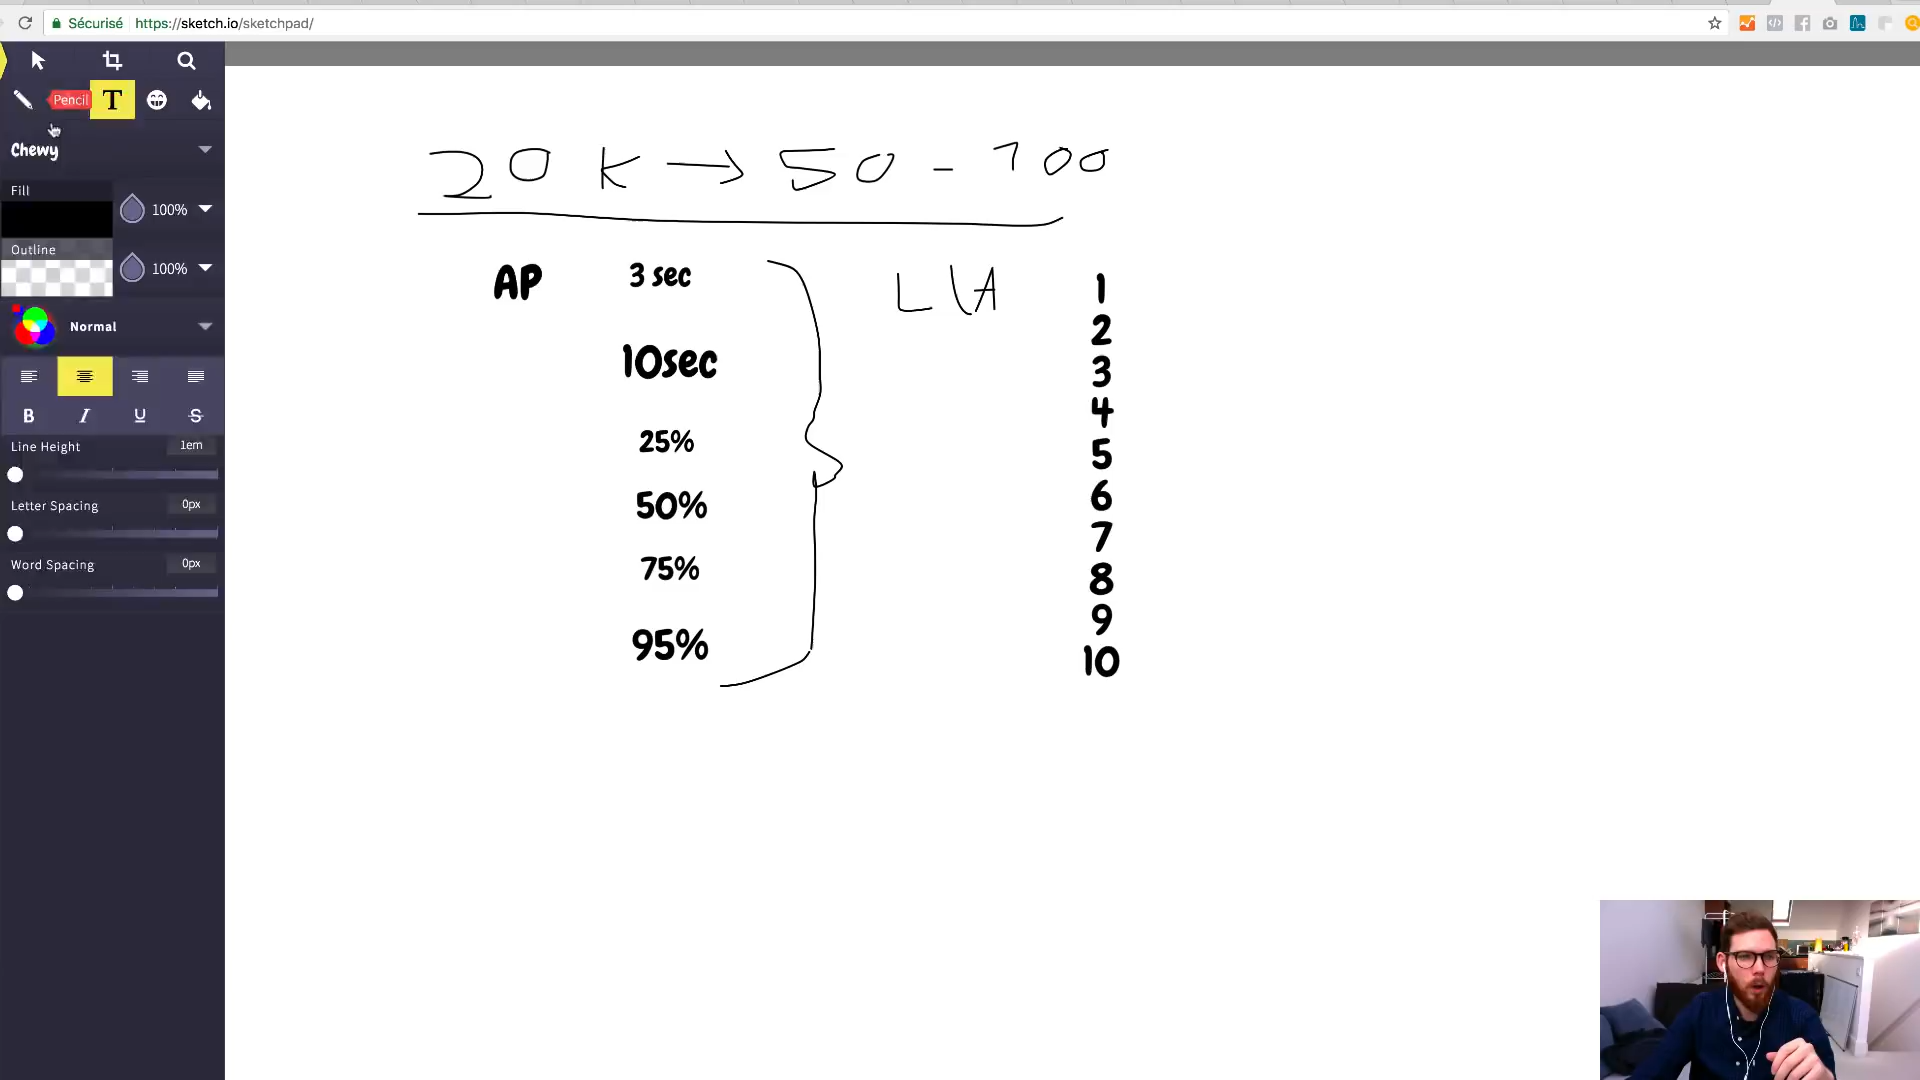 Sécurisé https://sketch.io/sketchpad/
Pencil T
Chewy
Fill
100%
Outline
100%
Normal
B I U S
Line Height 1em
Letter Spacing 0px
Word Spacing 0px
20 K → 50 - 100
AP 3 sec
10sec
25%
50%
75%
95%
1
2
3
4
5
6
7
8
9
10